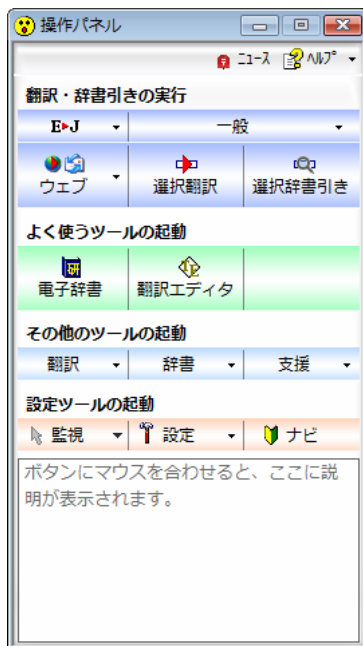 操作パネル
ニュース ヘルプ
翻訳・辞書引きの実行
E▶J 一般
ウェブ 選択翻訳 選択辞書引き
よく使うツールの起動
電子辞書 翻訳エディタ
その他のツールの起動
翻訳 辞書 支援
設定ツールの起動
監視 設定 ナビ
ボタンにマウスを合わせると、ここに説
明が表示されます。